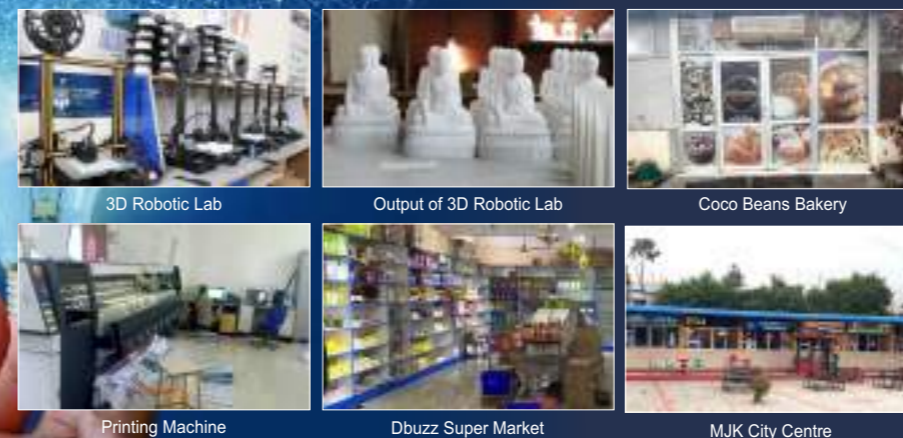 3D Robotic Lab
Output of 3D Robotic Lab
Coco Beans Bakery
Printing Machine
Dbuzz Super Market
MJK City Centre